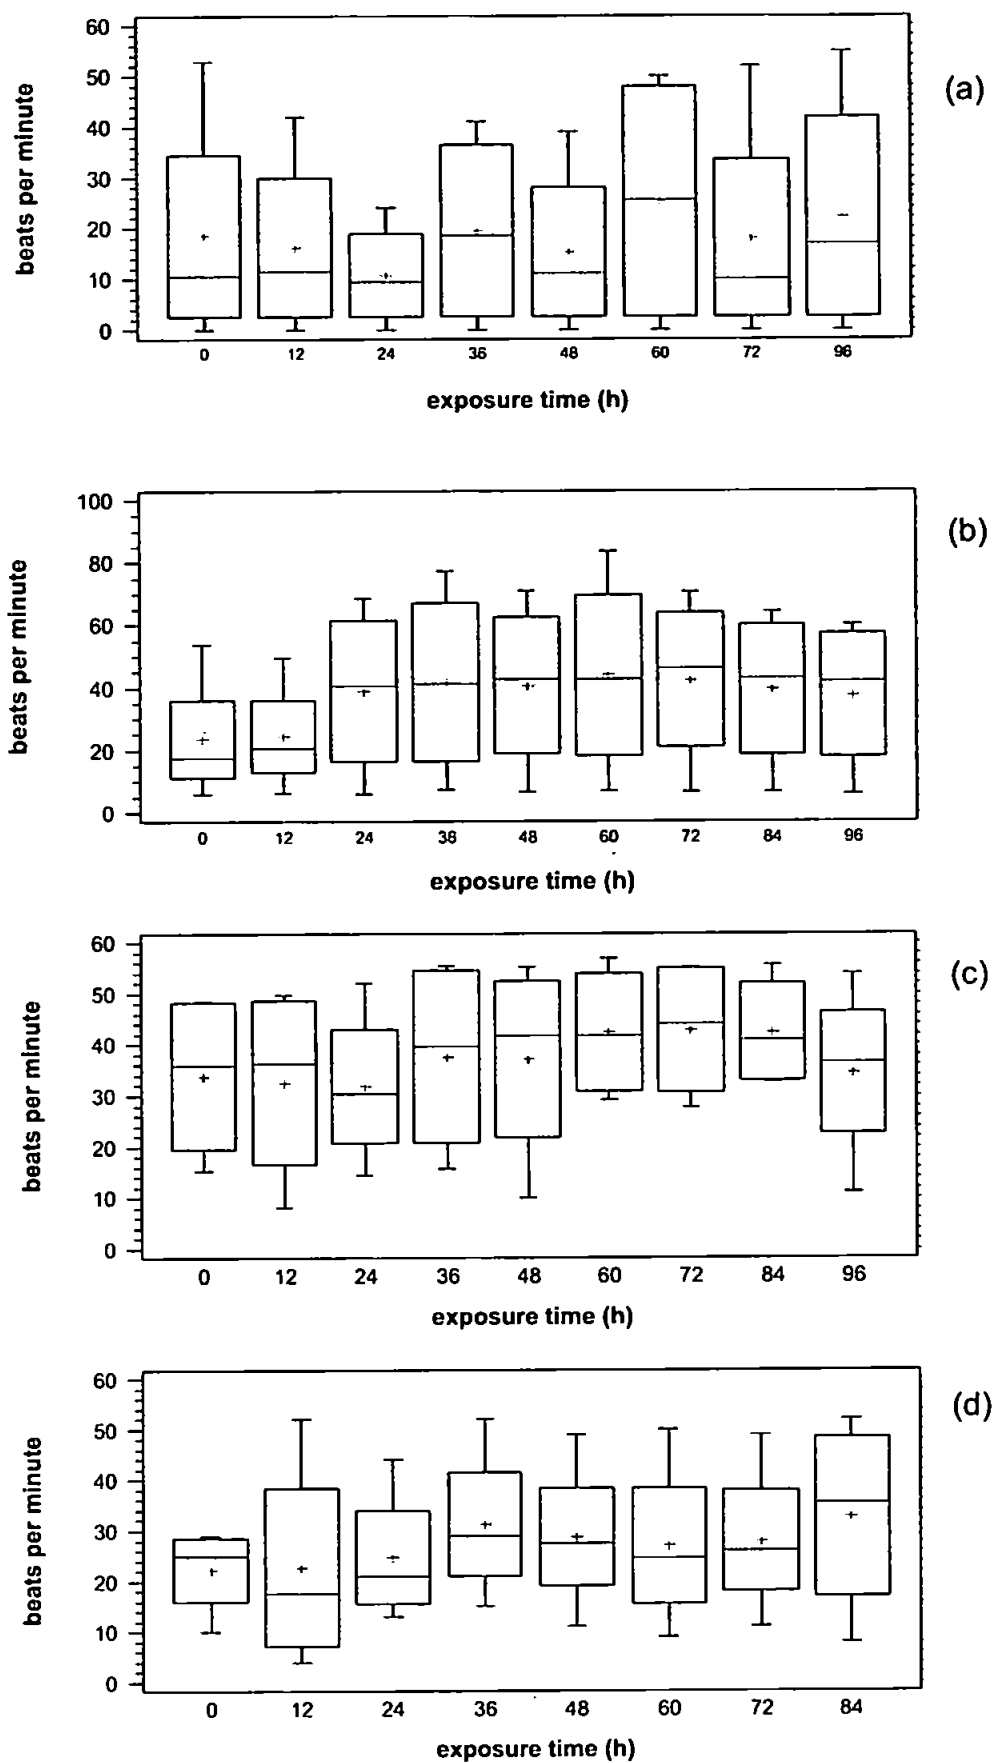 (a)
beats per minute
60
50
40
30
20
10
0
0 12 24 36 48 60 72 96
exposure time (h)
(b)
beats per minute
100
80
60
40
20
0
0 12 24 36 48 60 72 84 96
exposure time (h)
(c)
beats per minute
60
50
40
30
20
10
0
0 12 24 36 48 60 72 84 96
exposure time (h)
(d)
beats per minute
60
50
40
30
20
10
0
0 12 24 36 48 60 72 84
exposure time (h)